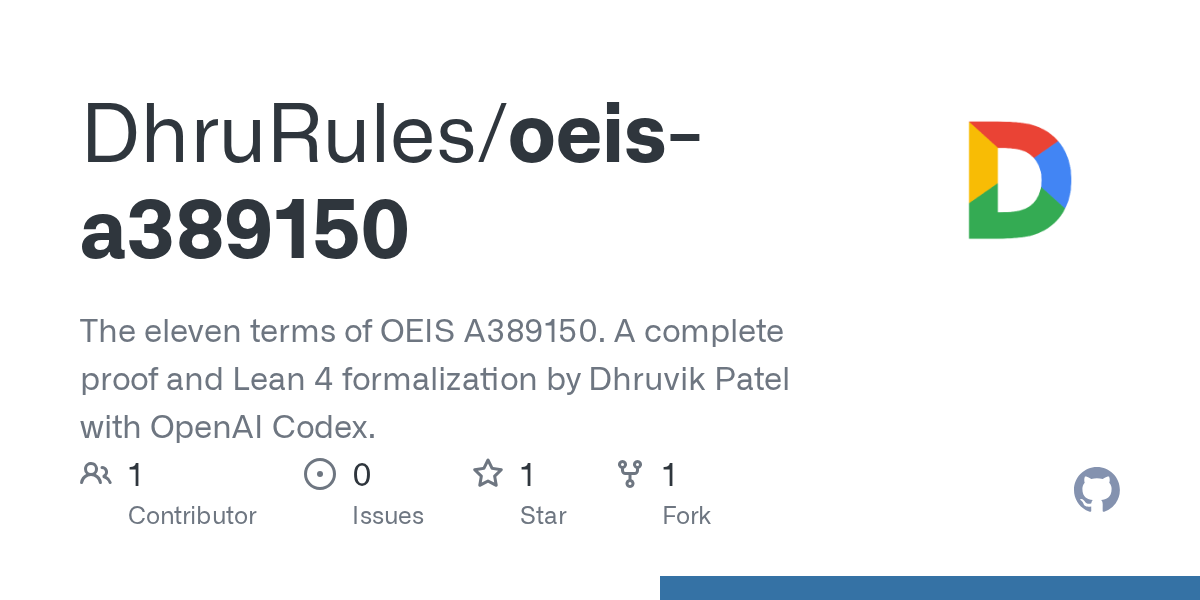 DhruRules/oeis-
a389150
The eleven terms of OEIS A389150. A complete
proof and Lean 4 formalization by Dhruvik Patel
with OpenAI Codex.
1 0 1 1
Contributor Issues Star Fork
D